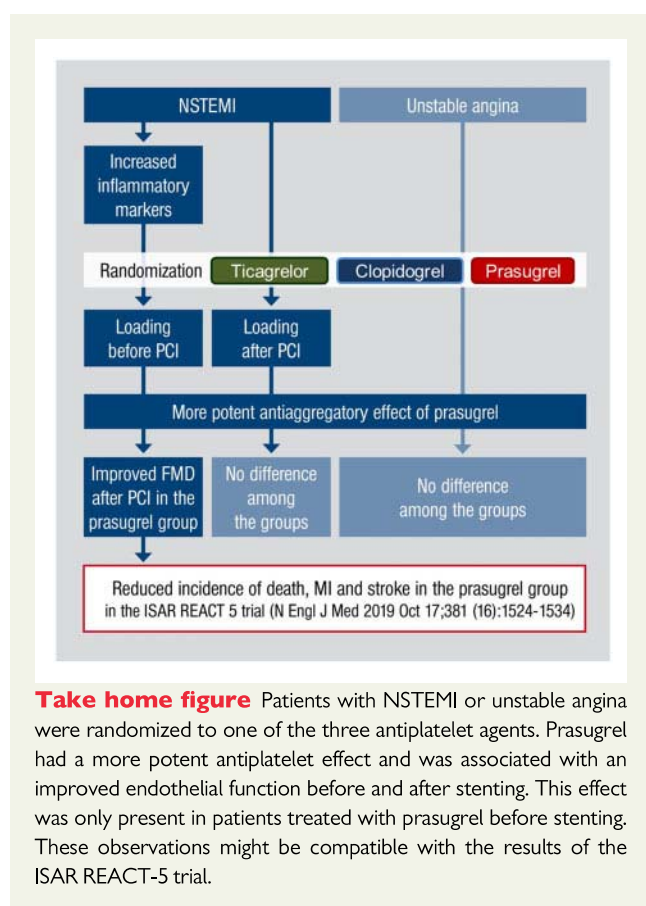 NSTEMI
Unstable angina
Increased
inflammatory
markers
Randomization
Ticagrelor
Clopidogrel
Prasugrel
Loading
before PCI
Loading
after PCI
More potent antiaggregatory effect of prasugrel
Improved FMD
after PCI in the
prasugrel group
No difference
among
the groups
No difference
among the groups
Reduced incidence of death, MI and stroke in the prasugrel group
in the ISAR REACT 5 trial (N Engl J Med 2019 Oct 17;381 (16):1524-1534)
Take home figure Patients with NSTEMI or unstable angina
were randomized to one of the three antiplatelet agents. Prasugrel
had a more potent antiplatelet effect and was associated with an
improved endothelial function before and after stenting. This effect
was only present in patients treated with prasugrel before stenting.
These observations might be compatible with the results of the
ISAR REACT-5 trial.